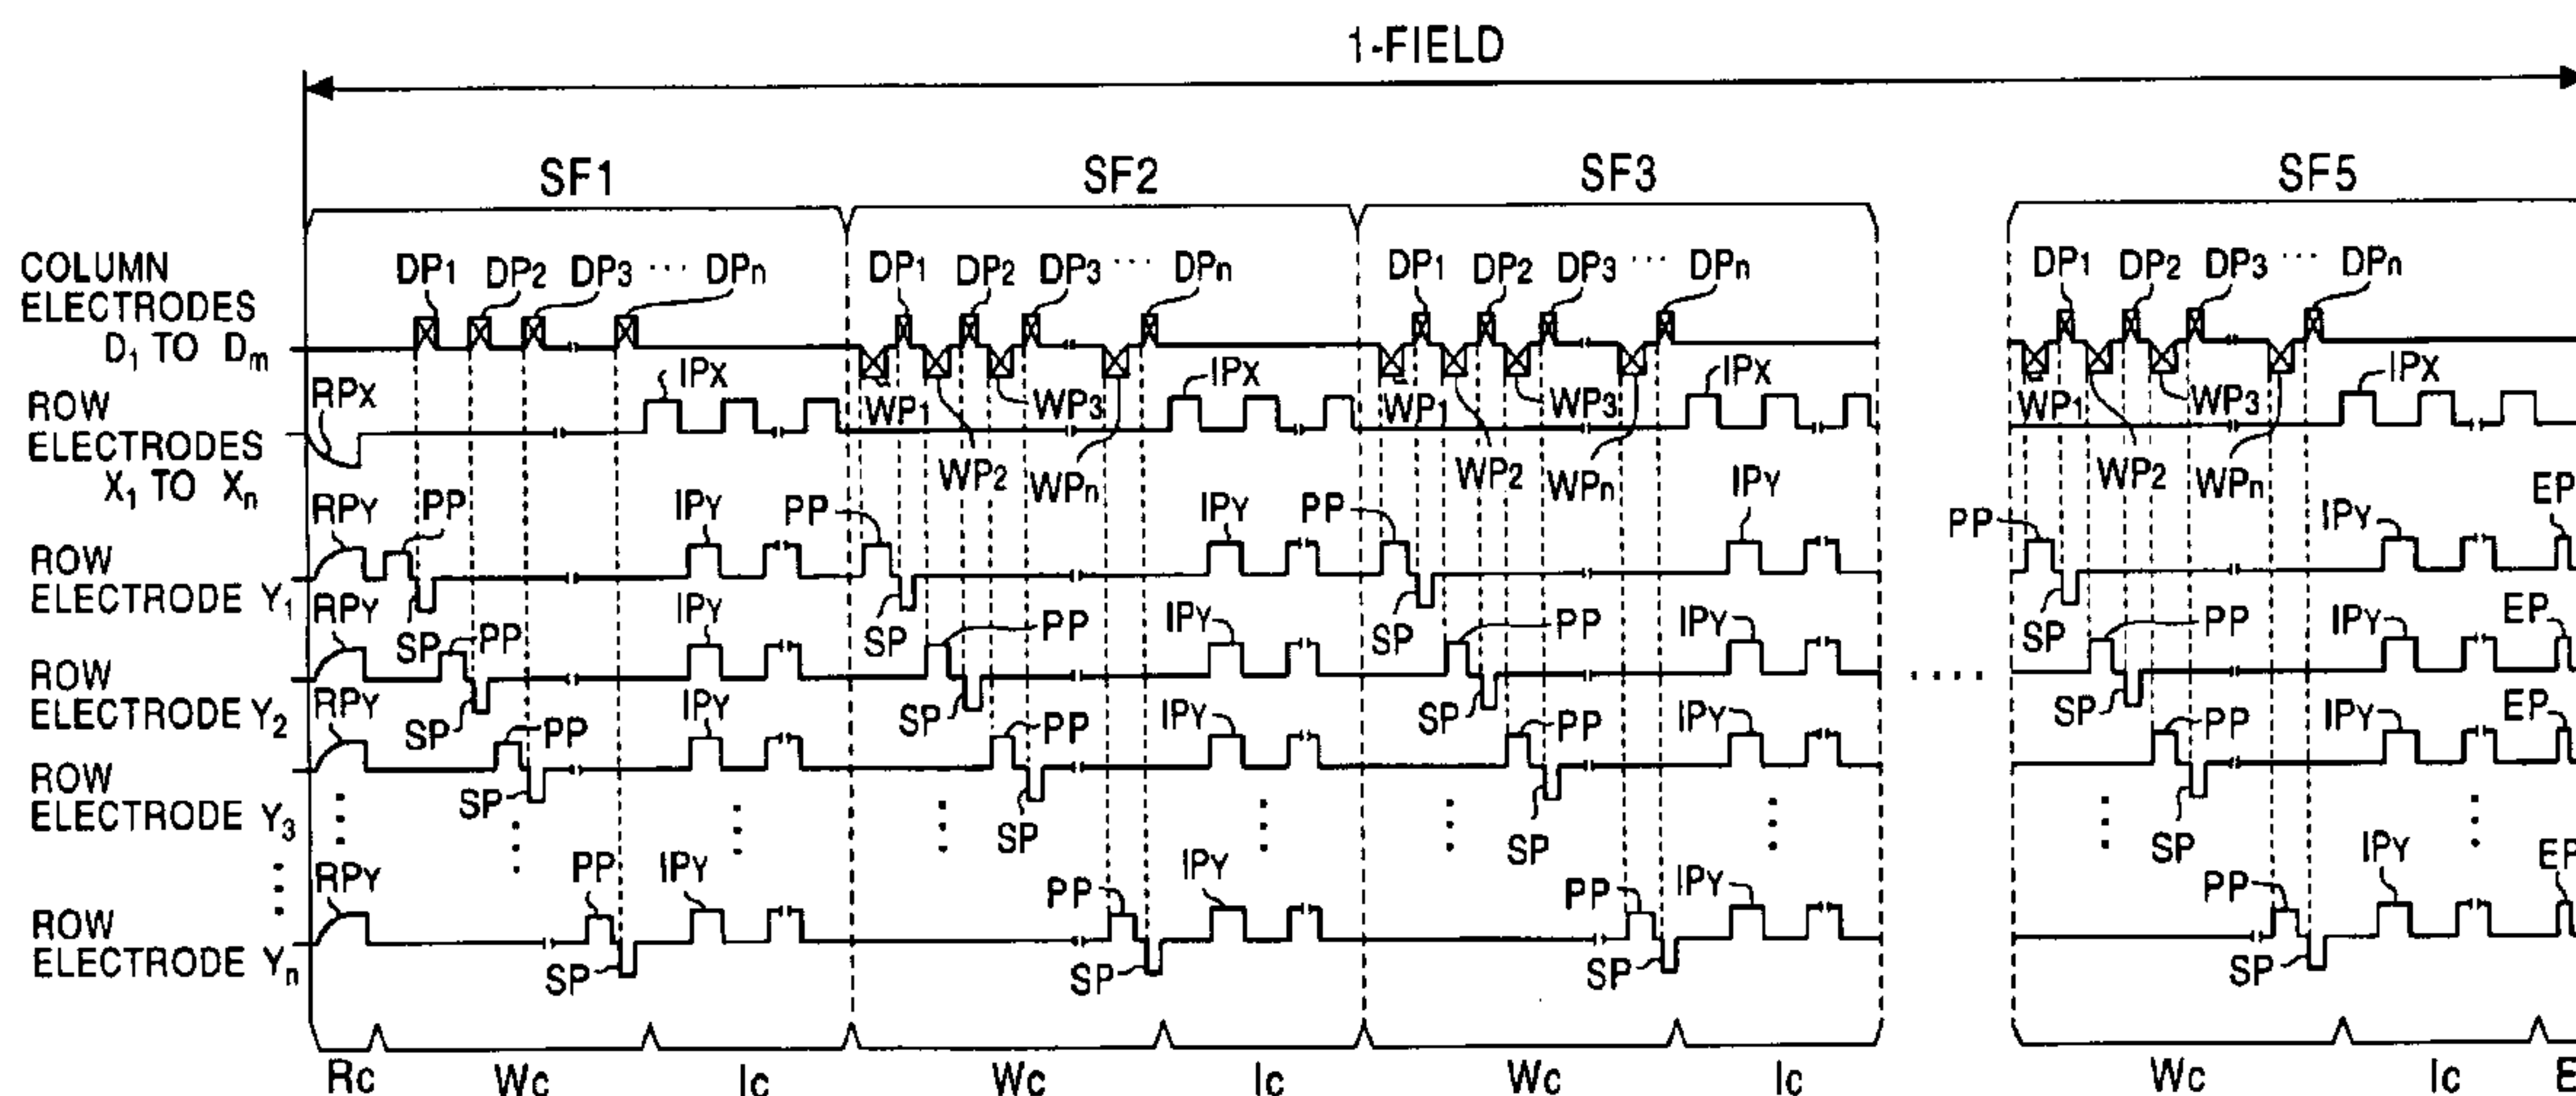 1-FIELD
SF1 SF2 SF3 SF5
COLUMN ELECTRODES D1 TO Dm
DP1 DP2 DP3 ... DPn DP1 DP2 DP3 ... DPn DP1 DP2 DP3 ... DPn DP1 DP2 DP3 ... DPn
ROW ELECTRODES X1 TO Xn
RPX IPX WP1 WP3 IPX WP1 WP3 IPX WP1 WP3 IPX
WP2 WPn WP2 WPn WP2 WPn
ROW ELECTRODE Y1
RPY PP IPY PP IPY PP IPY PP IPY EP
SP SP SP SP
ROW ELECTRODE Y2
RPY PP IPY PP IPY PP IPY PP IPY EP
SP SP SP SP
....
ROW ELECTRODE Y3
RPY PP IPY PP IPY PP IPY PP IPY EP
SP SP SP SP
ROW ELECTRODE Yn
RPY PP IPY PP IPY PP IPY PP IPY EP
SP SP SP SP
Rc Wc Ic Wc Ic Wc Ic Wc Ic E